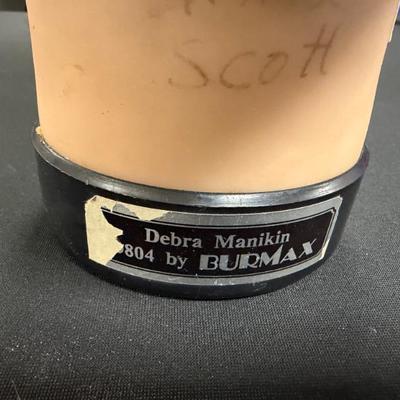 Scott
Debra Manikin
804 by BURMAX